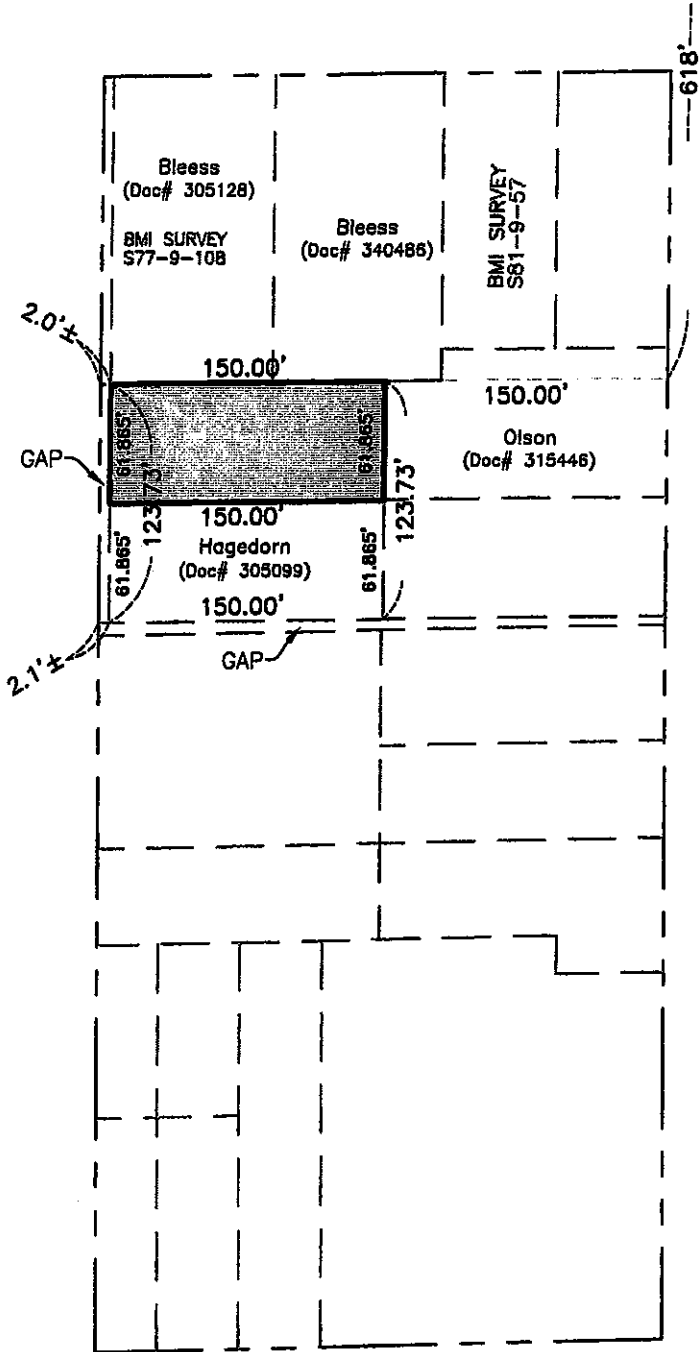 618'
Bleess
(Doc# 305128)
BMI SURVEY
S77-9-108
Bleess
(Doc# 340486)
BMI SURVEY
S81-9-57
2.0'±
150.00'
150.00'
61.865'
61.865'
Olson
(Doc# 315446)
GAP
123.73'
123.73'
150.00'
Hagedorn
(Doc# 305099)
61.865'
61.865'
150.00'
GAP
2.1'±